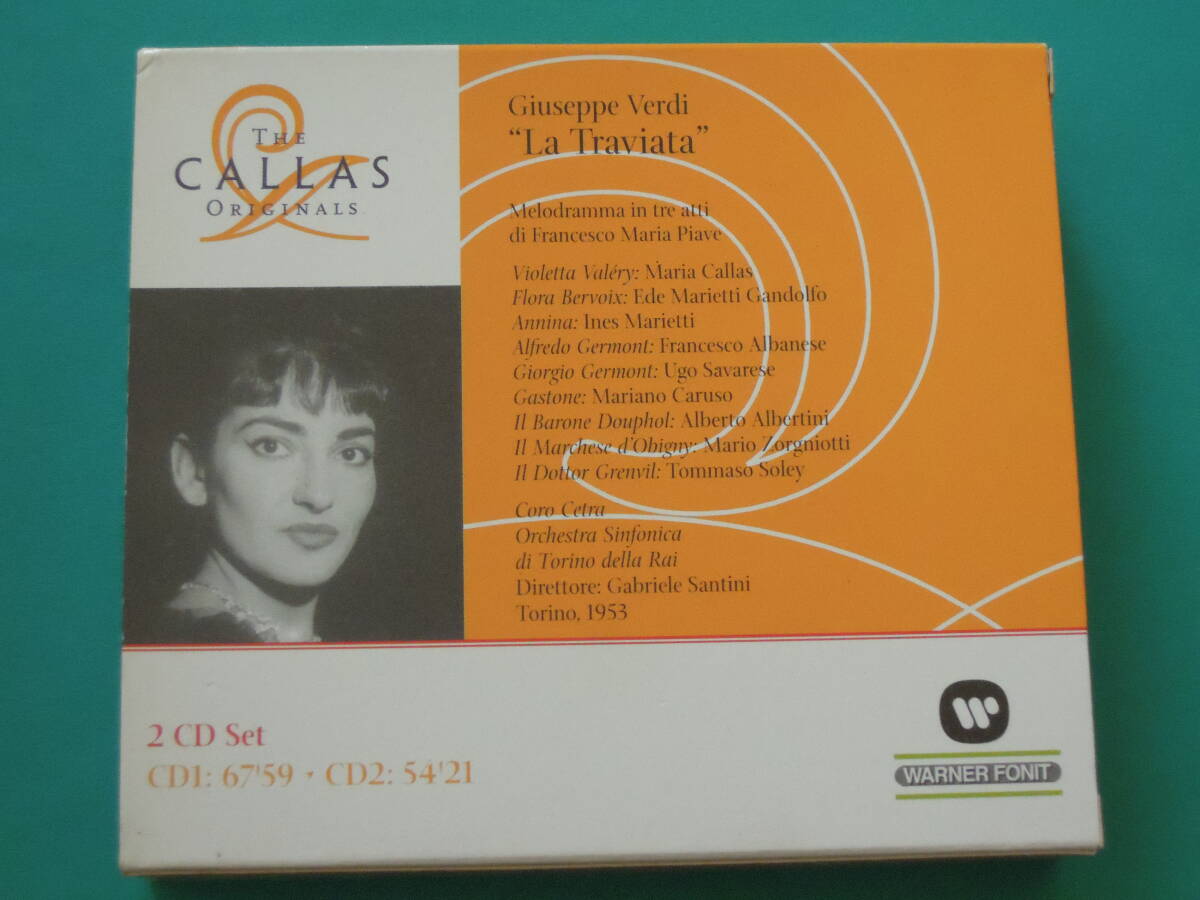 THE
CALLAS
ORIGINALS
Giuseppe Verdi
“La Traviata”
Melodramma in tre atti
di Francesco Maria Piave
Violetta Valéry: Maria Callas
Flora Bervoix: Ede Marietti Gandolfo
Annina: Ines Marietti
Alfredo Germont: Francesco Albanese
Giorgio Germont: Ugo Savarese
Gastone: Mariano Caruso
Il Barone Douphol: Alberto Albertini
Il Marchese d'Obigny: Mario Zorgniotti
Il Dottor Grenvil: Tommaso Soley
Coro Cetra
Orchestra Sinfonica
di Torino della Rai
Direttore: Gabriele Santini
Torino, 1953
2 CD Set
CD1: 67'59 · CD2: 54'21
WARNER FONIT